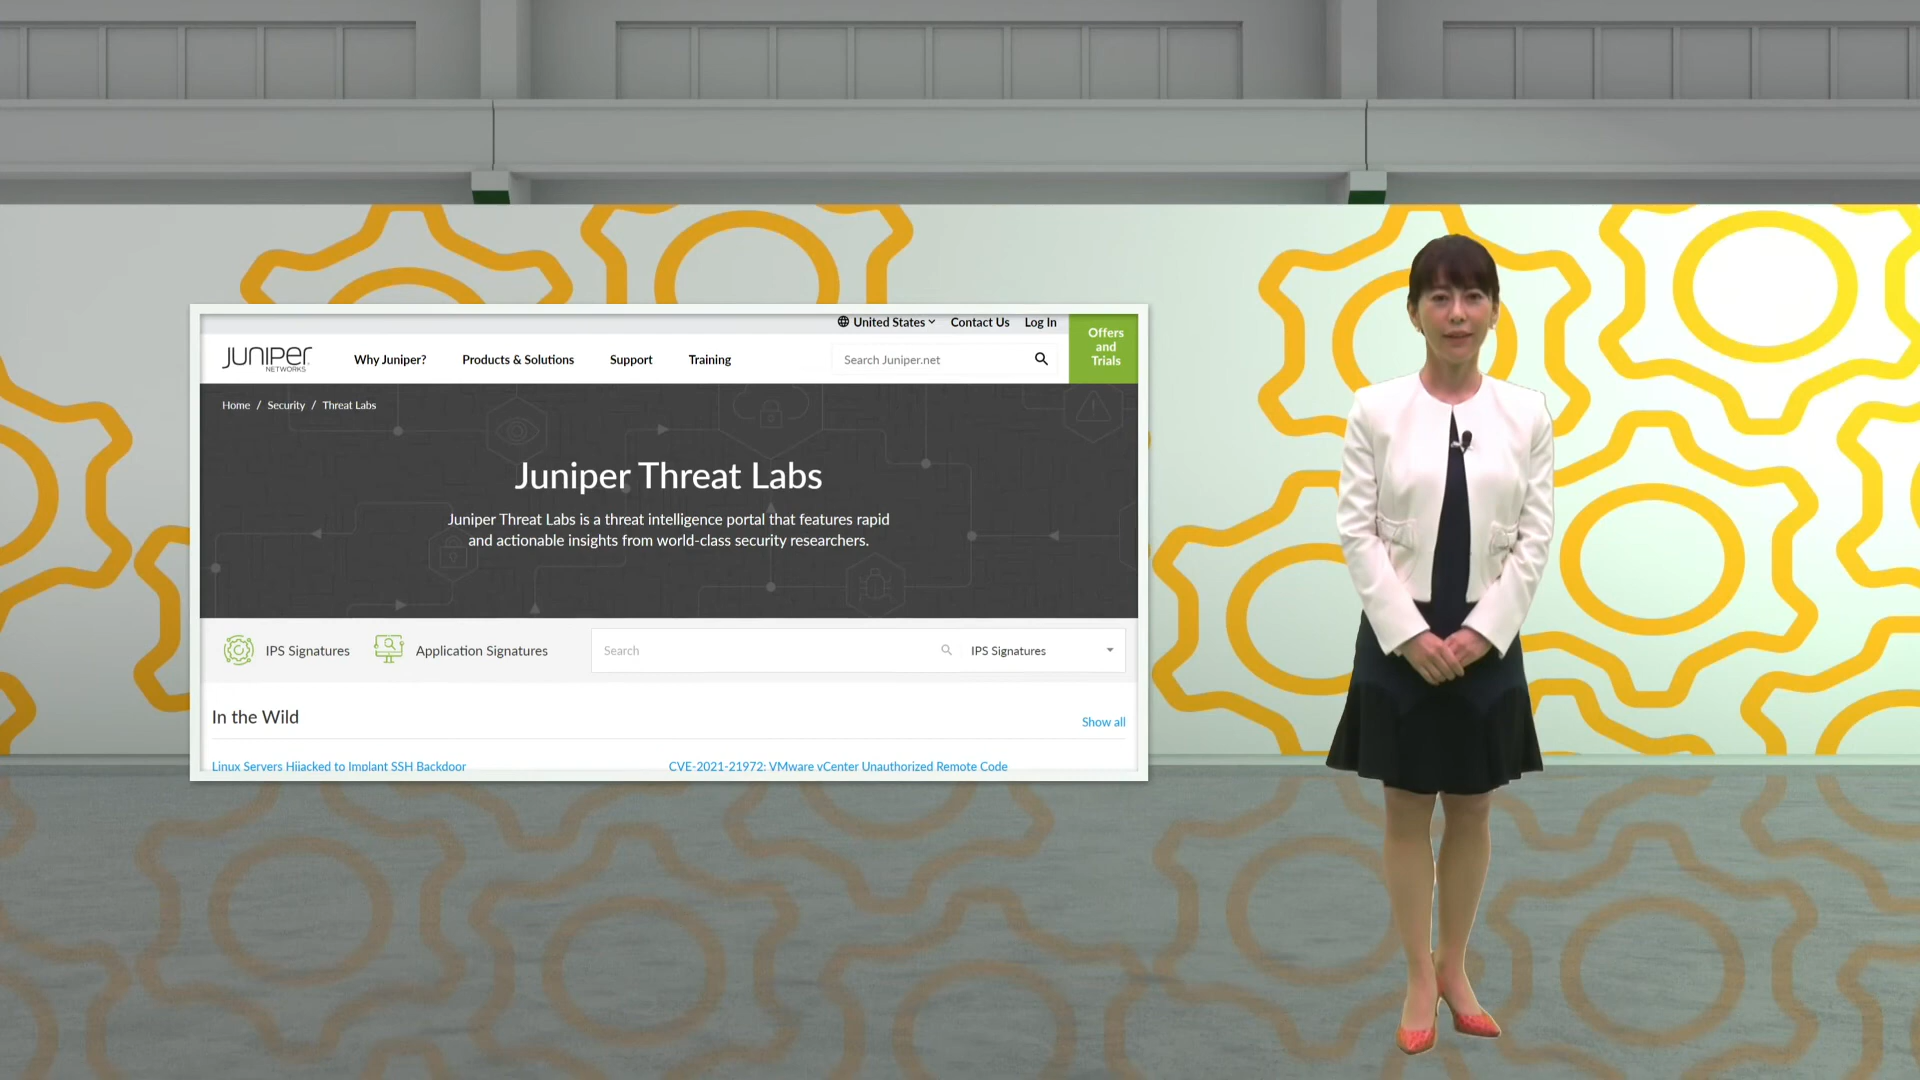 United States
Contact Us
Log In
Offers
and
Trials
JUNIPER
NETWORKS
Why Juniper?
Products & Solutions
Support
Training
Search Juniper.net
Home / Security / Threat Labs
Juniper Threat Labs
Juniper Threat Labs is a threat intelligence portal that features rapid
and actionable insights from world-class security researchers.
IPS Signatures
Application Signatures
Search
IPS Signatures
In the Wild
Show all
Linux Servers Hijacked to Implant SSH Backdoor
CVE-2021-21972: VMware vCenter Unauthorized Remote Code